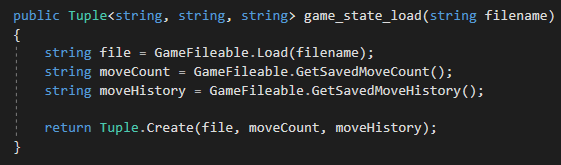 public Tuple<string, string, string> game_state_load(string filename)
{
    string file = GameFileable.Load(filename);
    string moveCount = GameFileable.GetSavedMoveCount();
    string moveHistory = GameFileable.GetSavedMoveHistory();

    return Tuple.Create(file, moveCount, moveHistory);
}